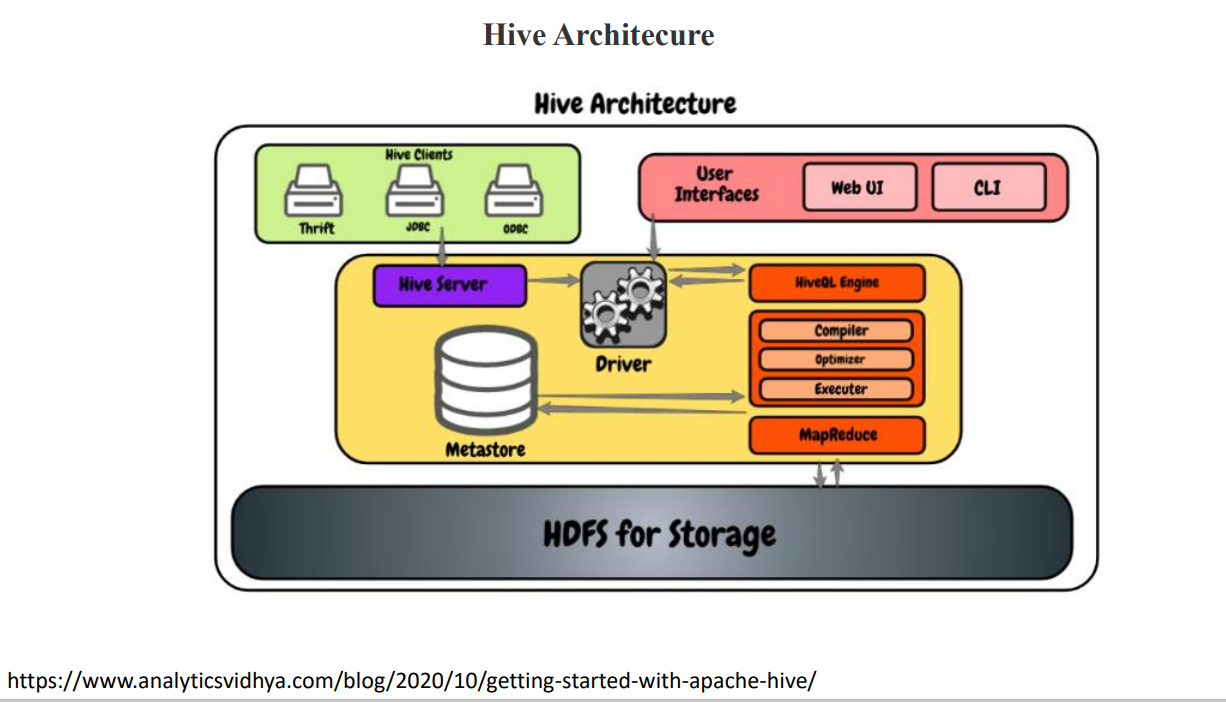 Hive Architecure
Hive Architecture
Hive Clients
Thrift
JDBC
ODBC
User
Interfaces
Web UI
CLI
Hive Server
Driver
HiveQL Engine
Compiler
Optimizer
Executer
Metastore
MapReduce
HDFS for Storage
https://www.analyticsvidhya.com/blog/2020/10/getting-started-with-apache-hive/